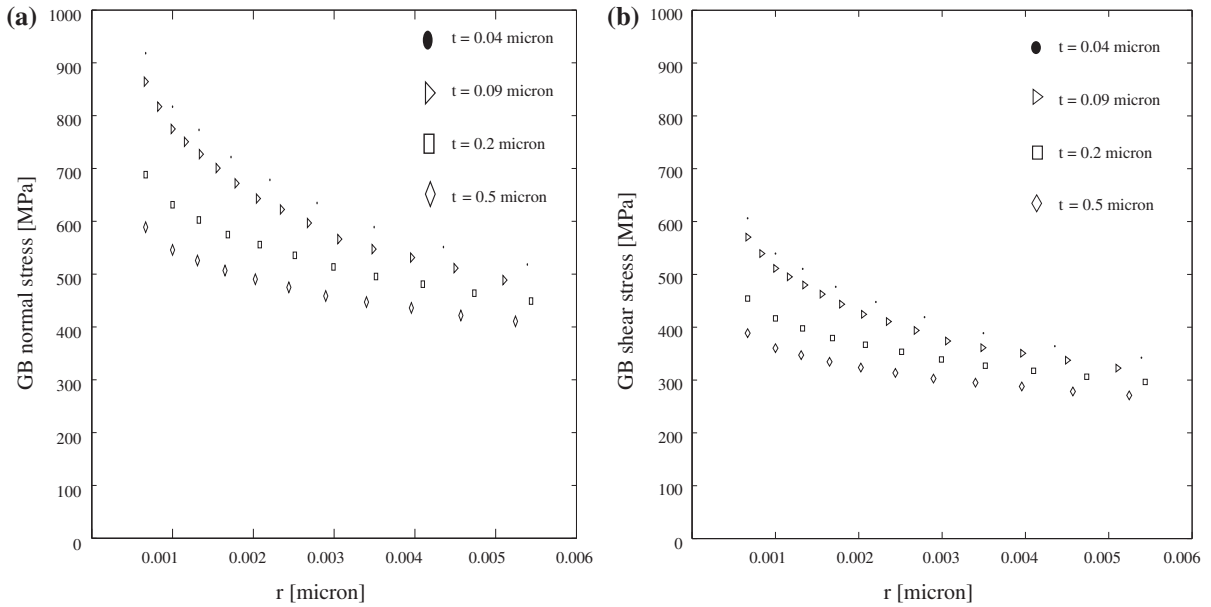 (a)
GB normal stress [MPa]
1000
900
800
700
600
500
400
300
200
100
0
0.001 0.002 0.003 0.004 0.005 0.006
r [micron]
t = 0.04 micron
t = 0.09 micron
t = 0.2 micron
t = 0.5 micron
(b)
GB shear stress [MPa]
1000
900
800
700
600
500
400
300
200
100
0
0.001 0.002 0.003 0.004 0.005 0.006
r [micron]
t = 0.04 micron
t = 0.09 micron
t = 0.2 micron
t = 0.5 micron